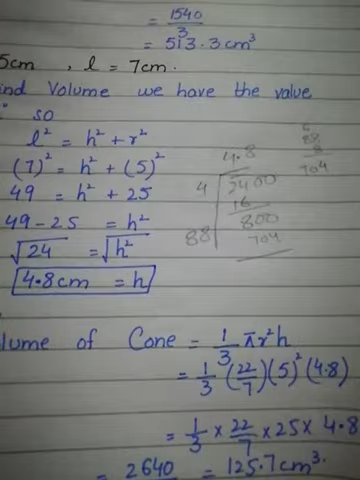 = 1540
3
= 513.3 cm³
5cm , l = 7cm.
ind Volume we have the value
so
l² = h² + r²
(7)² = h² + (5)²
49 = h² + 25
49 - 25 = h²
√24 = √h²
4.8cm = h
4.8
4 2400
16
88 800
704
6
88
8
704
lume of Cone = 1/3 π r² h
= 1/3 (22/7) (5)² (4.8)
= 1/3 × 22/7 × 25 × 4.8
= 2640 = 125.7 cm³.